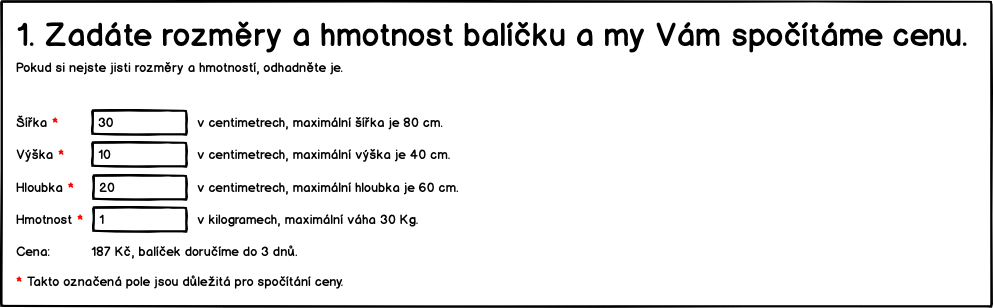 1. Zadáte rozměry a hmotnost balíčku a my Vám spočítáme cenu.
Pokud si nejste jisti rozměry a hmotností, odhadněte je.
Šířka * 30 v centimetrech, maximální šířka je 80 cm.
Výška * 10 v centimetrech, maximální výška je 40 cm.
Hloubka * 20 v centimetrech, maximální hloubka je 60 cm.
Hmotnost * 1 v kilogramech, maximální váha 30 Kg.
Cena: 187 Kč, balíček doručíme do 3 dnů.
* Takto označená pole jsou důležitá pro spočítání ceny.